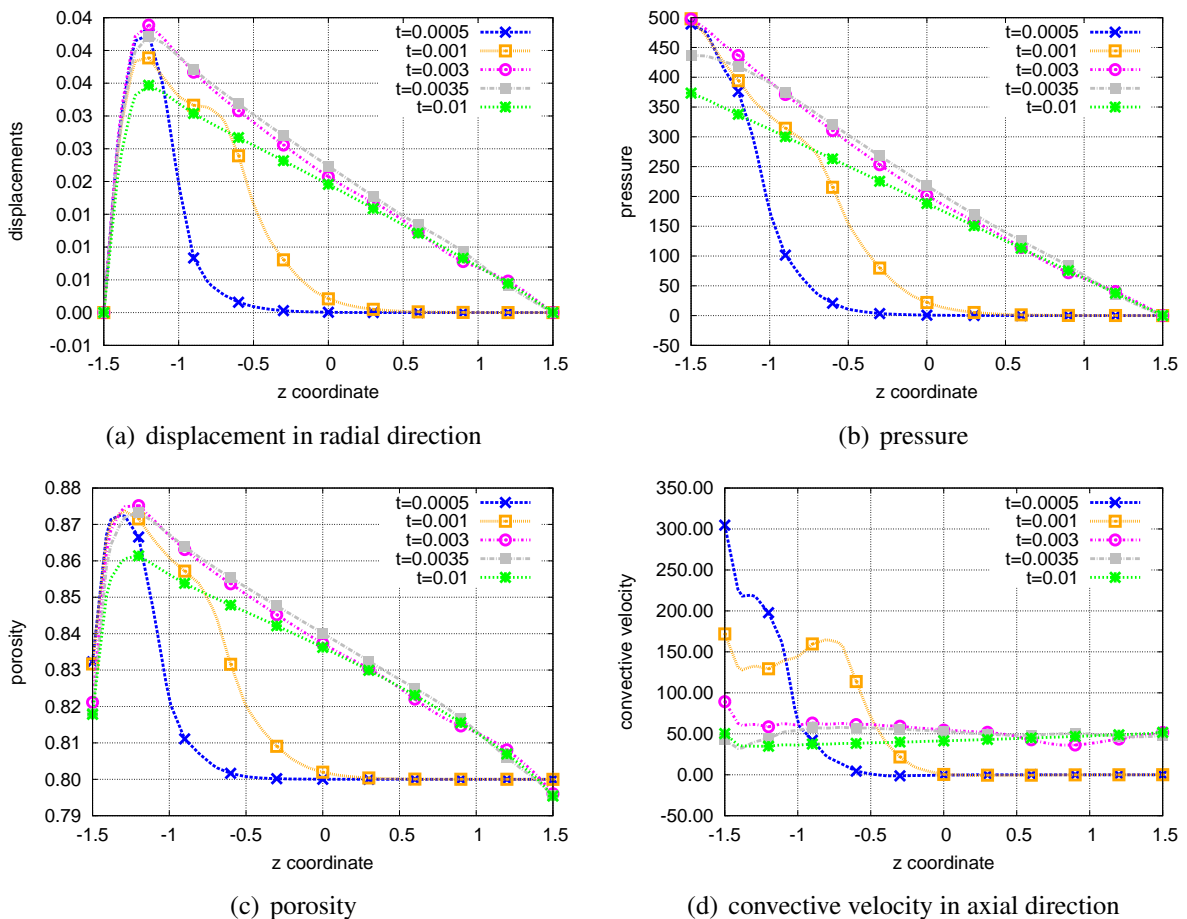 0.04
0.04
0.04
0.03
0.03
0.02
0.01
0.01
0.00
-0.01
displacements
-1.5 -1 -0.5 0 0.5 1 1.5
z coordinate
t=0.0005
t=0.001
t=0.003
t=0.0035
t=0.01
(a) displacement in radial direction
500
450
400
350
300
250
200
150
100
50
0
-50
pressure
-1.5 -1 -0.5 0 0.5 1 1.5
z coordinate
t=0.0005
t=0.001
t=0.003
t=0.0035
t=0.01
(b) pressure
0.88
0.87
0.86
0.85
0.84
0.83
0.82
0.81
0.80
0.79
porosity
-1.5 -1 -0.5 0 0.5 1 1.5
z coordinate
t=0.0005
t=0.001
t=0.003
t=0.0035
t=0.01
(c) porosity
350.00
300.00
250.00
200.00
150.00
100.00
50.00
0.00
-50.00
convective velocity
-1.5 -1 -0.5 0 0.5 1 1.5
z coordinate
t=0.0005
t=0.001
t=0.003
t=0.0035
t=0.01
(d) convective velocity in axial direction